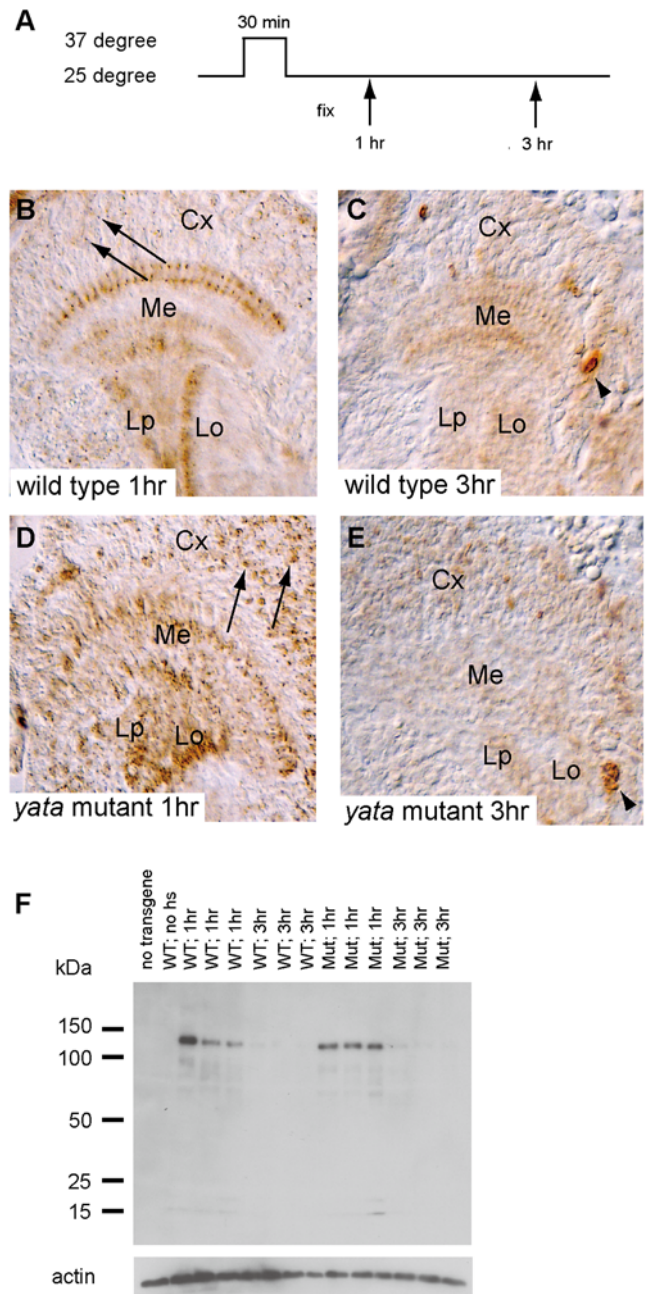 A
30 min
37 degree
25 degree
fix
1 hr
3 hr
B
Cx
Me
Lp
Lo
wild type 1hr
C
Cx
Me
Lp
Lo
wild type 3hr
D
Cx
Me
Lp
Lo
yata mutant 1hr
E
Cx
Me
Lp
Lo
yata mutant 3hr
F
no transgene
WT; no hs
WT; 1hr
WT; 1hr
WT; 1hr
WT; 3hr
WT; 3hr
WT; 3hr
Mut; 1hr
Mut; 1hr
Mut; 1hr
Mut; 3hr
Mut; 3hr
Mut; 3hr
kDa
150
100
50
25
15
actin